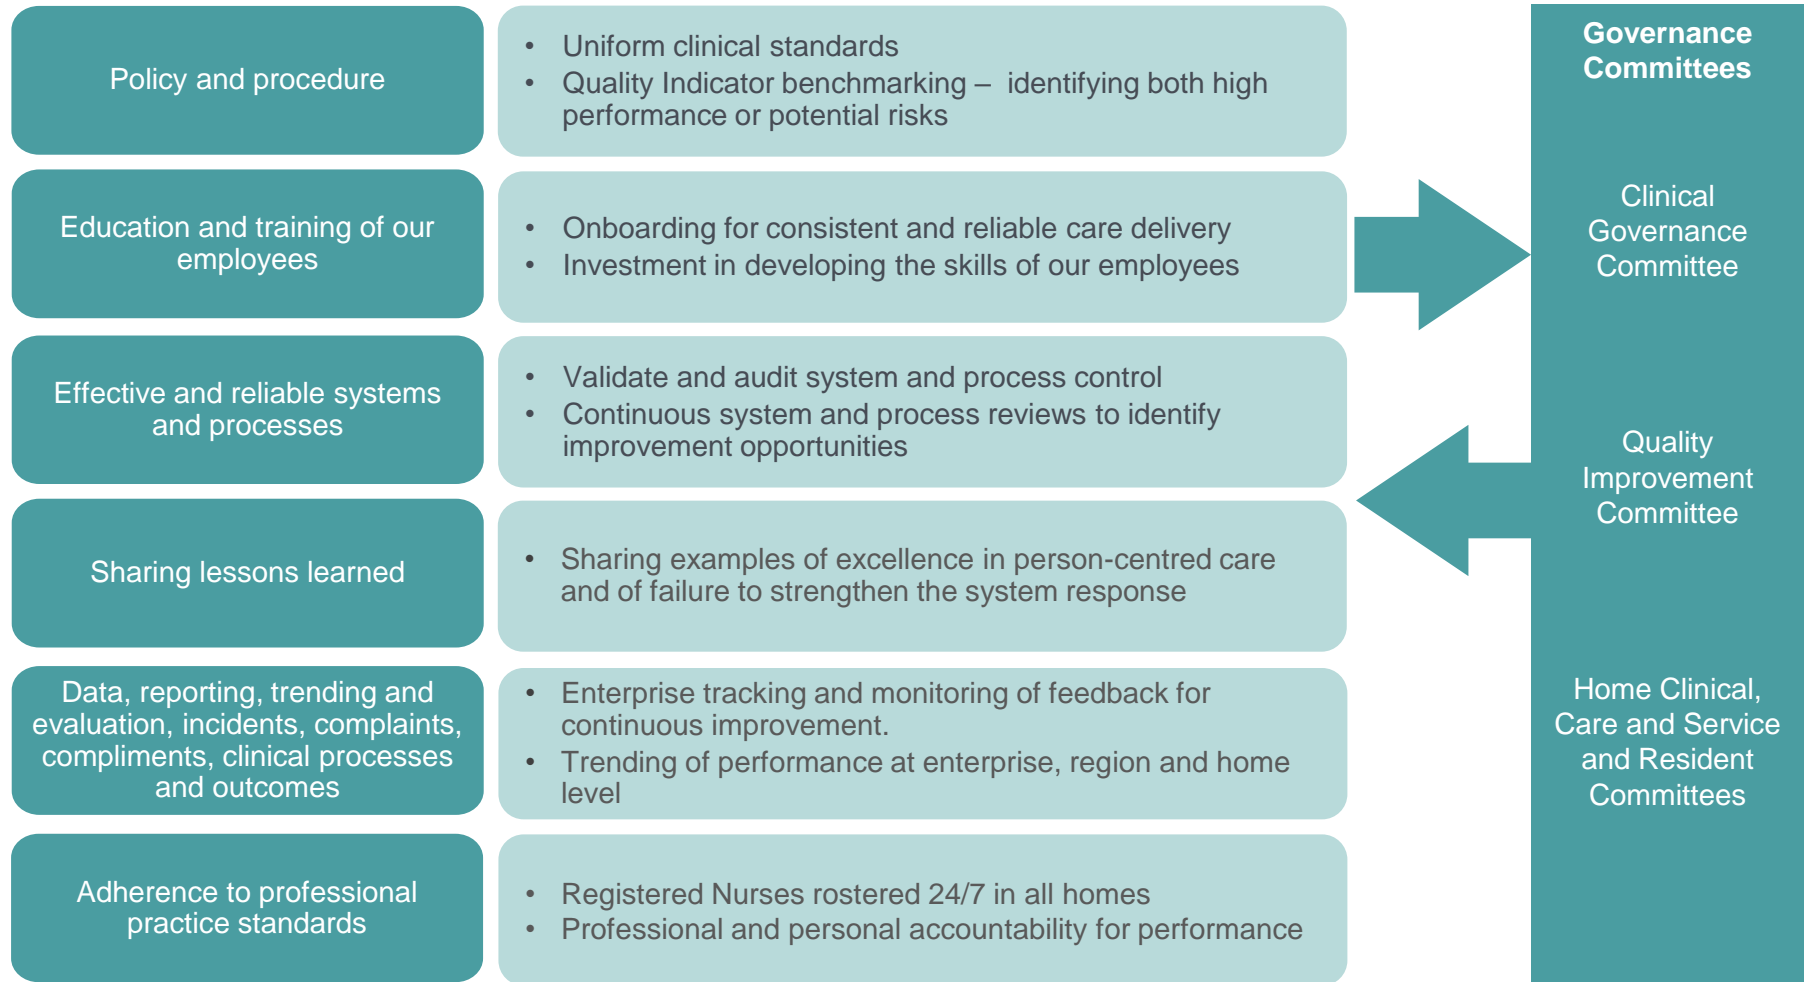 Policy and procedure
• Uniform clinical standards
• Quality Indicator benchmarking –  identifying both high
performance or potential risks
Education and training of our
employees
• Onboarding for consistent and reliable care delivery
• Investment in developing the skills of our employees
Effective and reliable systems
and processes
• Validate and audit system and process control
• Continuous system and process reviews to identify
improvement opportunities
Sharing lessons learned
• Sharing examples of excellence in person-centred care
and of failure to strengthen the system response
Data, reporting, trending and
evaluation, incidents, complaints,
compliments, clinical processes
and outcomes
• Enterprise tracking and monitoring of feedback for
continuous improvement.
• Trending of performance at enterprise, region and home
level
Adherence to professional
practice standards
• Registered Nurses rostered 24/7 in all homes
• Professional and personal accountability for performance
Governance
Committees
Clinical
Governance
Committee
Quality
Improvement
Committee
Home Clinical,
Care and Service
and Resident
Committees